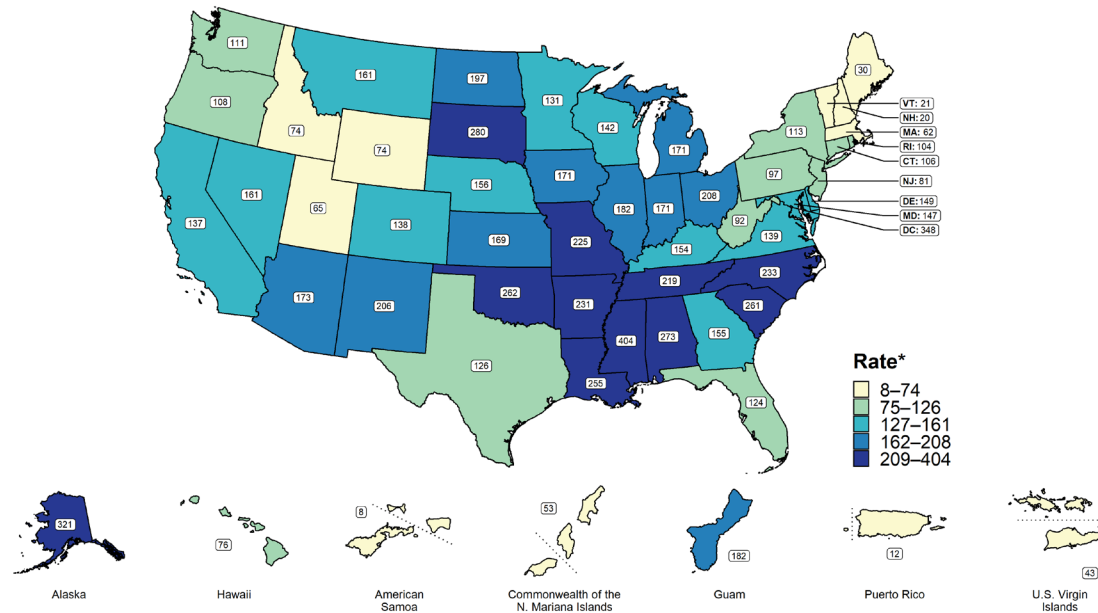 111
108
161
74
74
197
280
131
142
156
171
171
182
171
208
169
161
137
65
138
173
206
262
126
225
231
255
404
273
219
154
155
124
261
233
139
92
97
113
30
VT: 21
NH: 20
MA: 62
RI: 104
CT: 106
NJ: 81
DE:149
MD: 147
DC: 348
Rate*
8–74
75–126
127–161
162–208
209–404
321
76
8
53
182
12
43
Alaska
Hawaii
American
Samoa
Commonwealth of the
N. Mariana Islands
Guam
Puerto Rico
U.S. Virgin
Islands